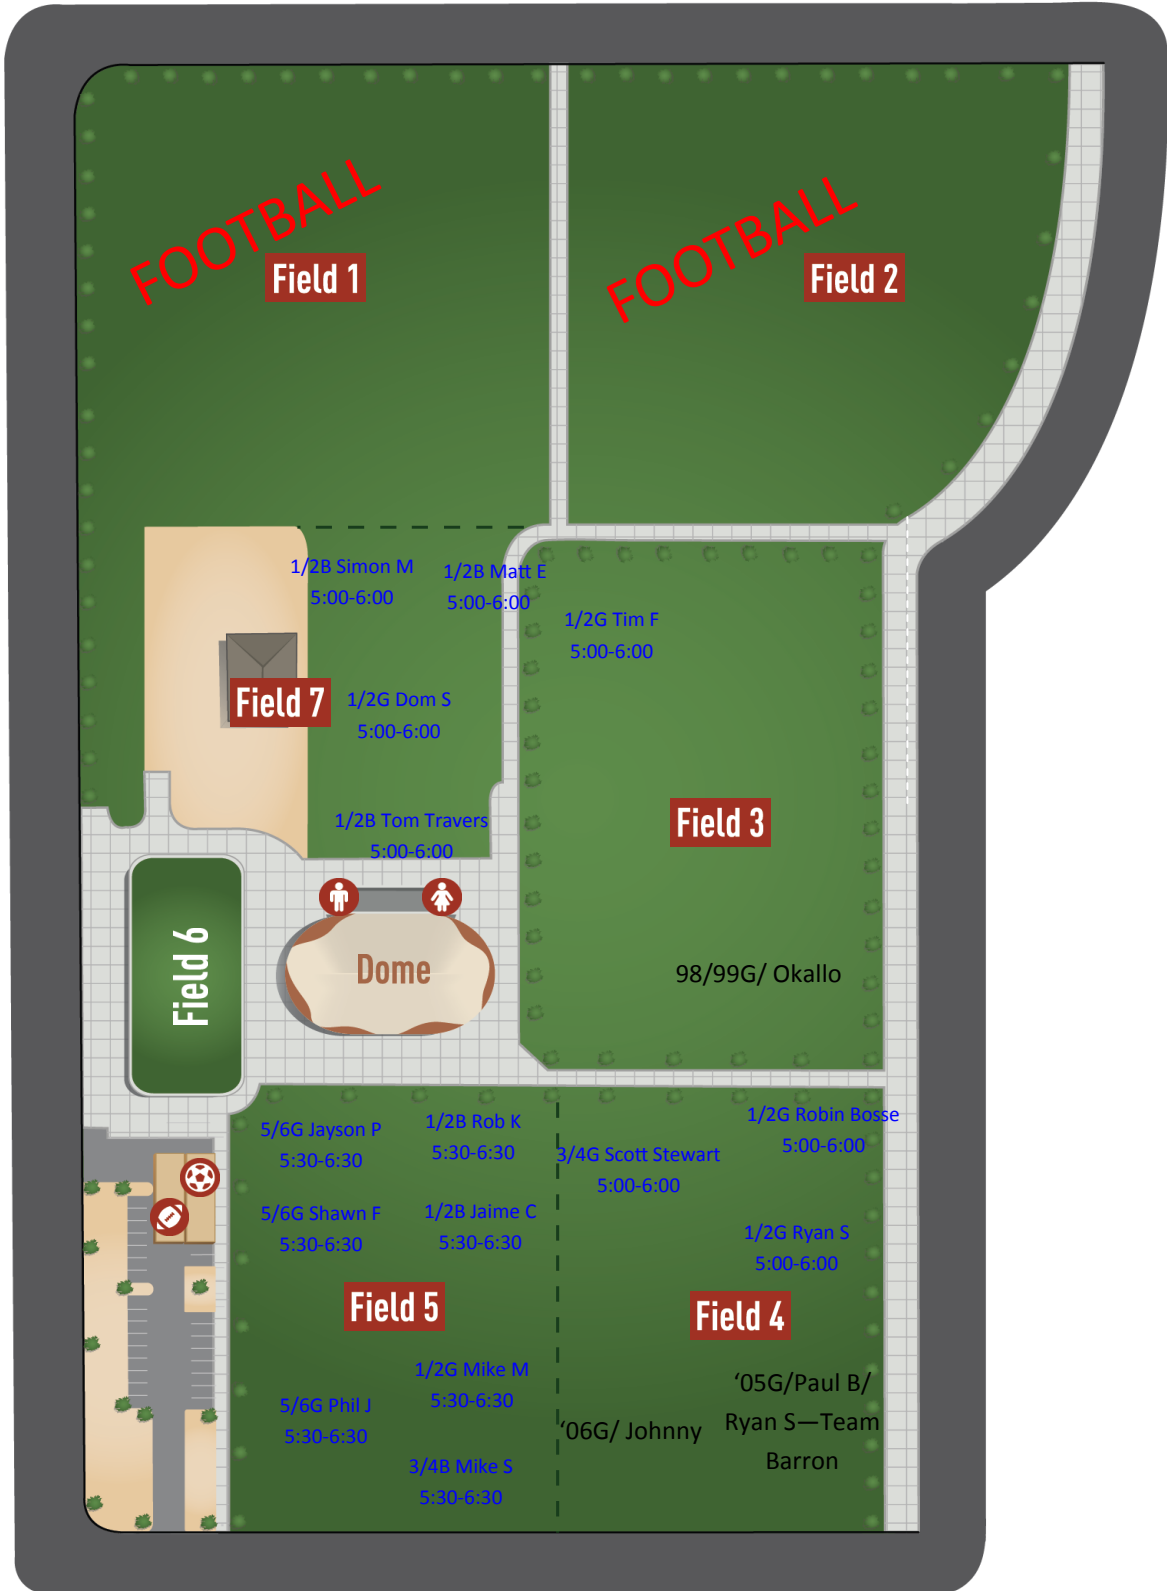 FOOTBALL
Field 1
FOOTBALL
Field 2
1/2B Simon M
5:00-6:00
1/2B Matt E
5:00-6:00
1/2G Tim F
5:00-6:00
Field 7
1/2G Dom S
5:00-6:00
1/2B Tom Travers
5:00-6:00
Field 3
Field 6
Dome
98/99G/ Okallo
5/6G Jayson P
5:30-6:30
1/2B Rob K
5:30-6:30
3/4G Scott Stewart
5:00-6:00
1/2G Robin Bosse
5:00-6:00
5/6G Shawn F
5:30-6:30
1/2B Jaime C
5:30-6:30
1/2G Ryan S
5:00-6:00
Field 5
Field 4
1/2G Mike M
5:30-6:30
5/6G Phil J
5:30-6:30
3/4B Mike S
5:30-6:30
‘06G/ Johnny
‘05G/Paul B/
Ryan S—Team
Barron